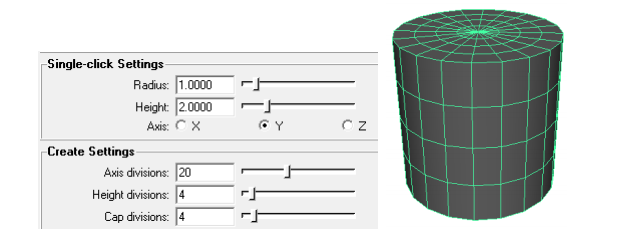 Single-click Settings
Radius: 1.0000
Height: 2.0000
Axis: X Y Z
Create Settings
Axis divisions: 20
Height divisions: 4
Cap divisions: 4